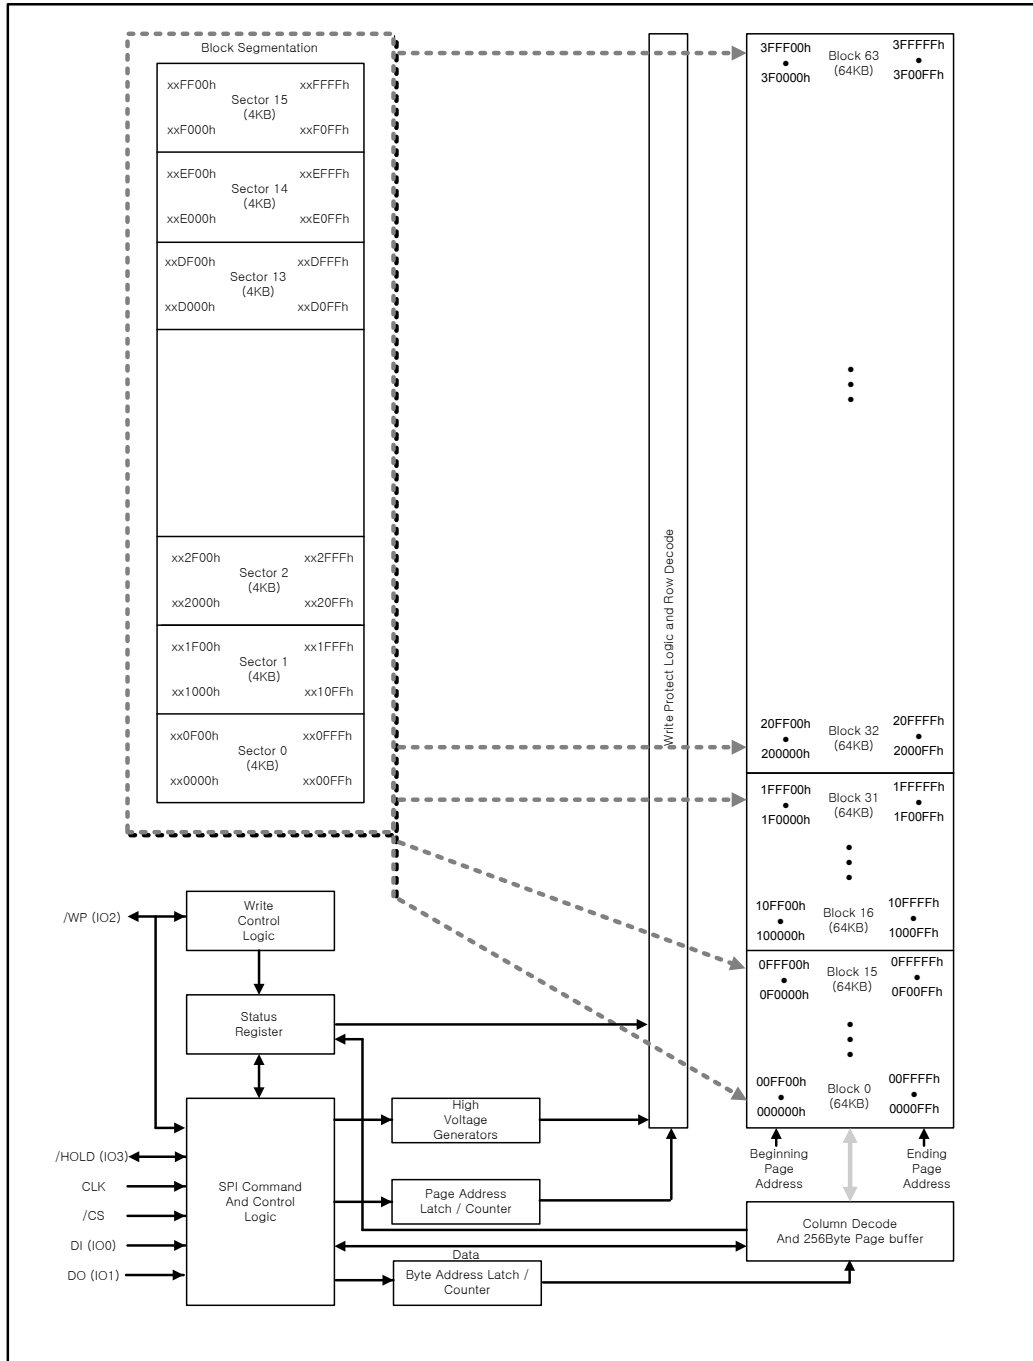 Block Segmentation
xxFF00h xxFFFFh
Sector 15
(4KB)
xxF000h xxF0FFh
xxEF00h xxEFFFh
Sector 14
(4KB)
xxE000h xxE0FFh
xxDF00h xxDFFFh
Sector 13
(4KB)
xxD000h xxD0FFh
xx2F00h xx2FFFh
Sector 2
(4KB)
xx2000h xx20FFh
xx1F00h xx1FFFh
Sector 1
(4KB)
xx1000h xx10FFh
xx0F00h xx0FFFh
Sector 0
(4KB)
xx0000h xx00FFh
Write Protect Logic and Row Decode
3FFF00h Block 63 3FFFFFh
(64KB)
3F0000h 3F00FFh
20FF00h Block 32 20FFFFh
(64KB)
200000h 2000FFh
1FFF00h Block 31 1FFFFFh
(64KB)
1F0000h 1F00FFh
10FF00h Block 16 10FFFFh
(64KB)
100000h 1000FFh
0FFF00h Block 15 0FFFFFh
(64KB)
0F0000h 0F00FFh
00FF00h Block 0 00FFFFh
(64KB)
000000h 0000FFh
Beginning
Page
Address
Ending
Page
Address
Column Decode
And 256Byte Page buffer
/WP (IO2)
Write
Control
Logic
Status
Register
/HOLD (IO3)
CLK
/CS
DI (IO0)
DO (IO1)
SPI Command
And Control
Logic
High
Voltage
Generators
Page Address
Latch / Counter
Data
Byte Address Latch /
Counter